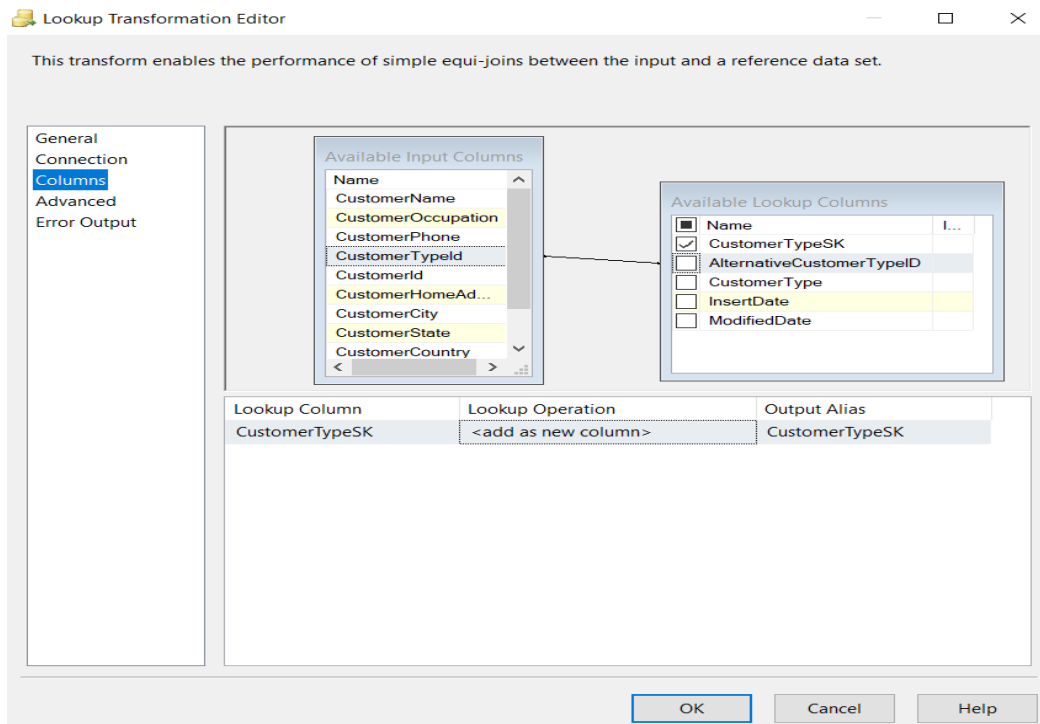 Lookup Transformation Editor
This transform enables the performance of simple equi-joins between the input and a reference data set.
General
Connection
Columns
Advanced
Error Output
Available Input Columns
Name
CustomerName
CustomerOccupation
CustomerPhone
CustomerTypeId
CustomerId
CustomerHomeAd...
CustomerCity
CustomerState
CustomerCountry
Available Lookup Columns
Name I...
CustomerTypeSK
AlternativeCustomerTypeID
CustomerType
InsertDate
ModifiedDate
Lookup Column Lookup Operation Output Alias
CustomerTypeSK <add as new column> CustomerTypeSK
OK Cancel Help